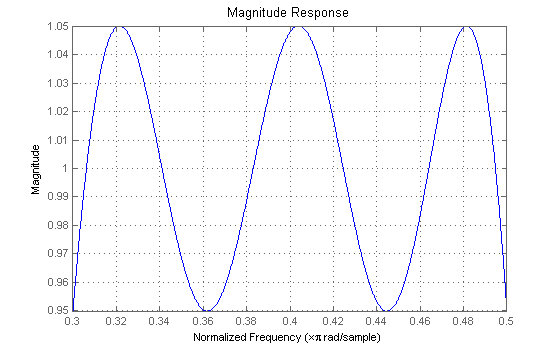 Magnitude Response
1.05
1.04
1.03
1.02
1.01
1
0.99
0.98
0.97
0.96
0.95
Magnitude
0.3 0.32 0.34 0.36 0.38 0.4 0.42 0.44 0.46 0.48 0.5
Normalized Frequency (×π rad/sample)